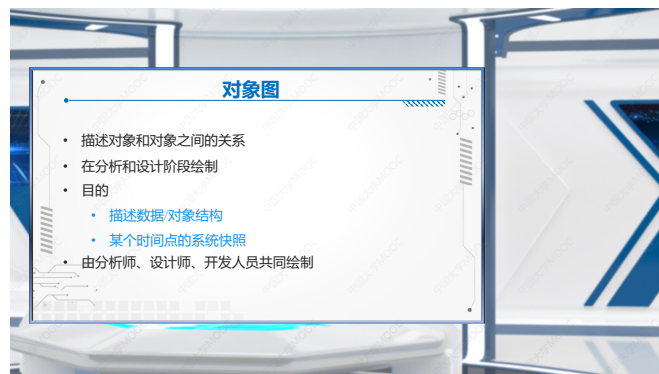 对象图
• 描述对象和对象之间的关系
• 在分析和设计阶段绘制
• 目的
• 描述数据/对象结构
• 某个时间点的系统快照
• 由分析师、设计师、开发人员共同绘制